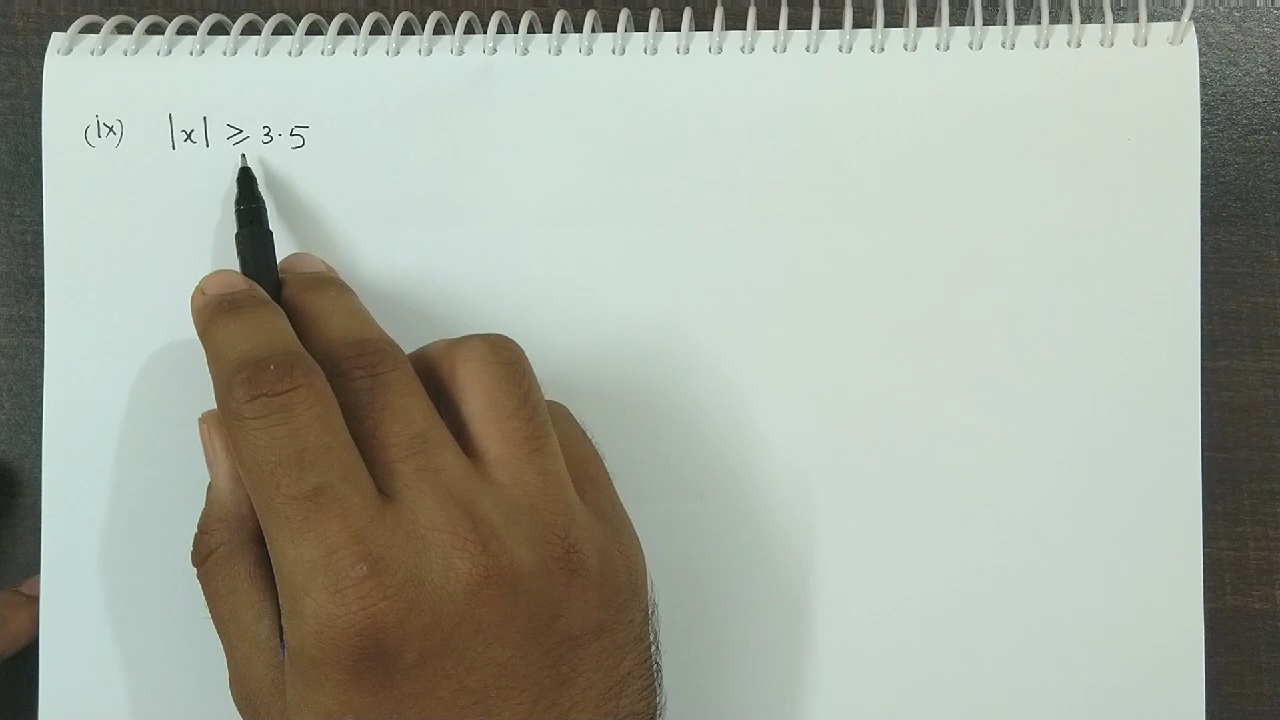 (ix) |x| ⩾ 3·5